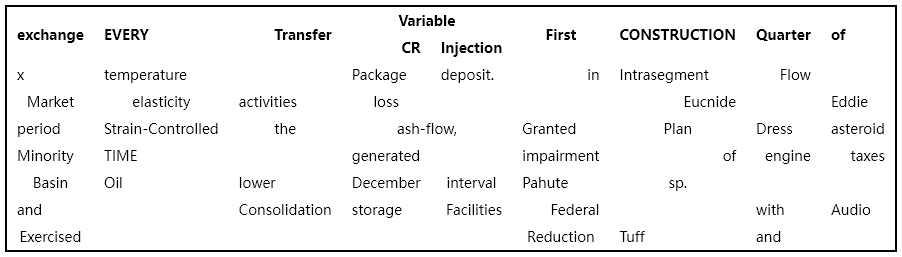 exchange EVERY Transfer Variable First CONSTRUCTION Quarter of
CR Injection
x temperature Package deposit. in Intrasegment Flow
Market elasticity activities loss Eucnide Eddie
period Strain-Controlled the ash-flow, Granted Plan Dress asteroid
Minority TIME generated impairment of engine taxes
Basin Oil lower December interval Pahute sp.
and Consolidation storage Facilities Federal with Audio
Exercised Reduction Tuff and